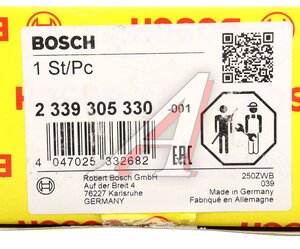 BOSCH
1 St/Pc
2 339 305 330 -001
4 047025 332682
EAC
250ZWB
039
Robert Bosch GmbH
Auf der Breit 4
76227 Karlsruhe
GERMANY
Made in Germany
Fabriqué en Allemagne